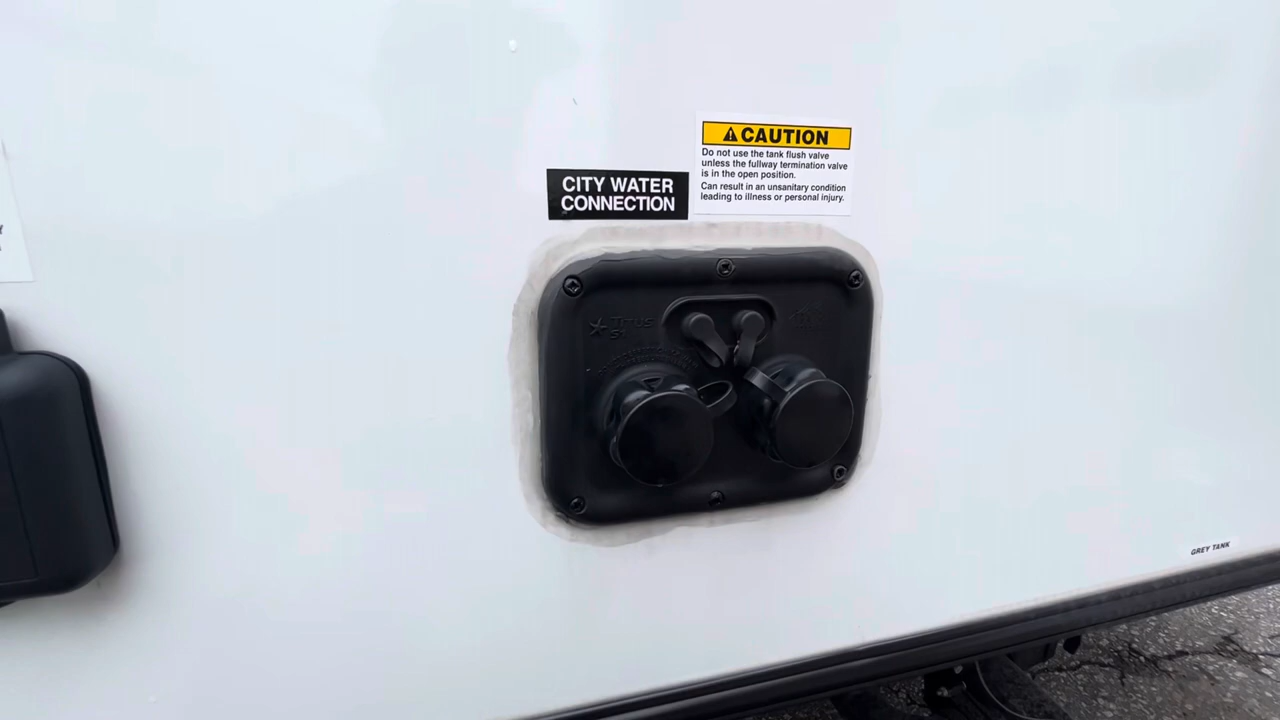 CAUTION
Do not use the tank flush valve
unless the fullway termination valve
is in the open position.
Can result in an unsanitary condition
leading to illness or personal injury.
CITY WATER
CONNECTION
GREY TANK